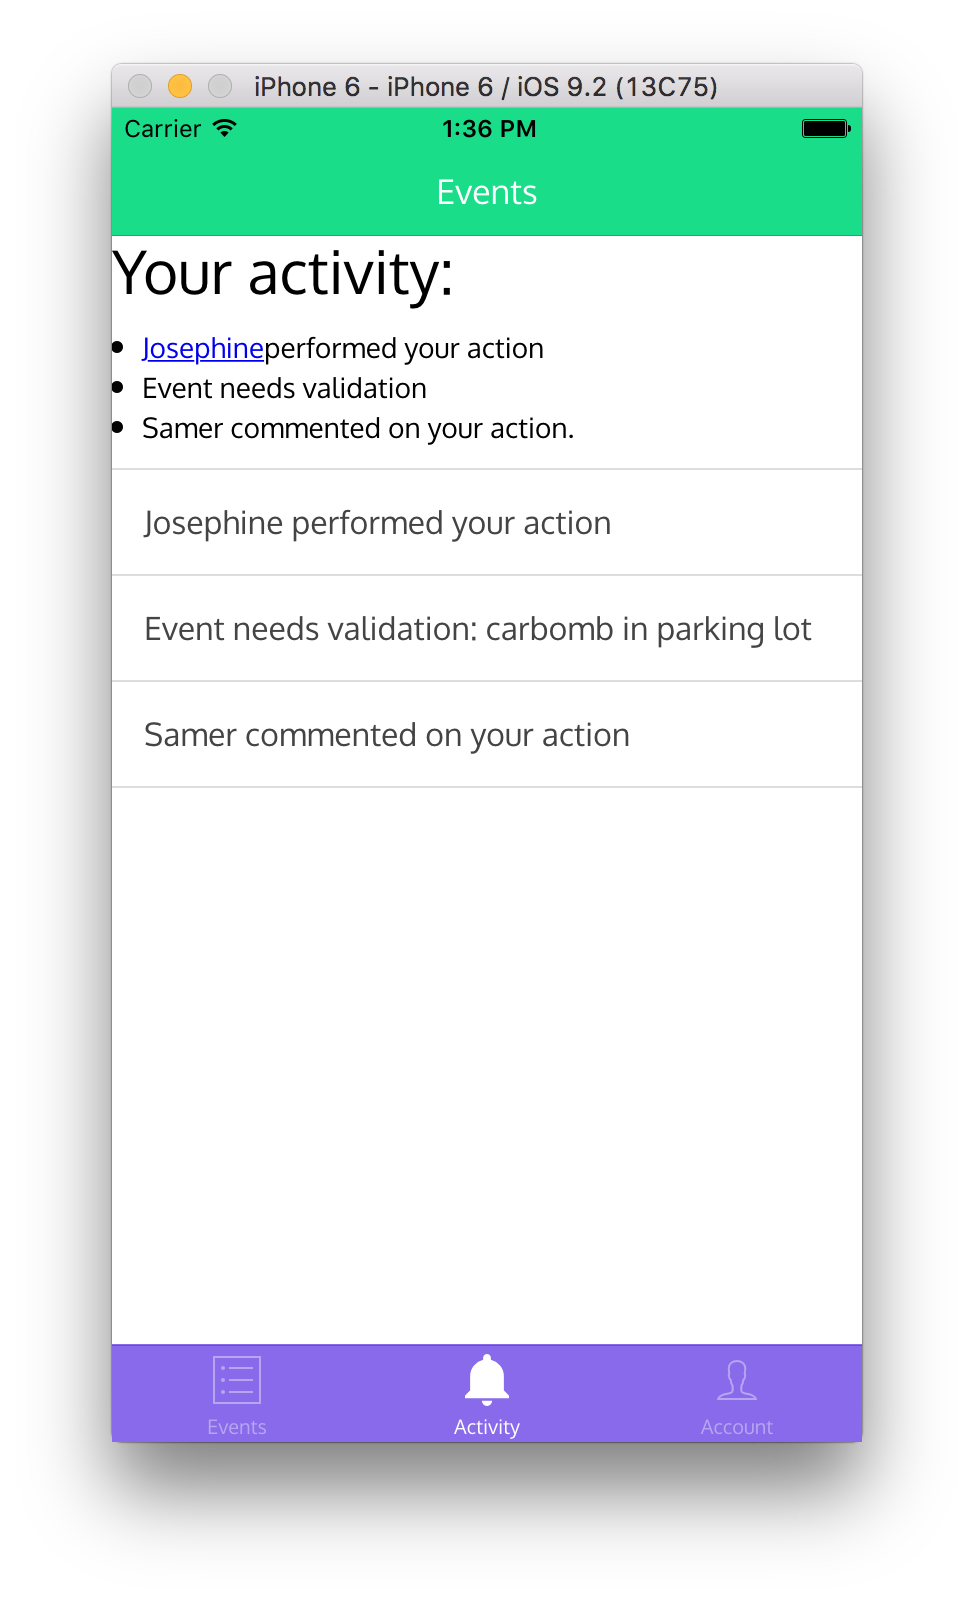 iPhone 6 - iPhone 6 / iOS 9.2 (13C75)
Carrier 1:36 PM
Events
Your activity:
Josephineperformed your action
Event needs validation
Samer commented on your action.
Josephine performed your action
Event needs validation: carbomb in parking lot
Samer commented on your action
Events Activity Account